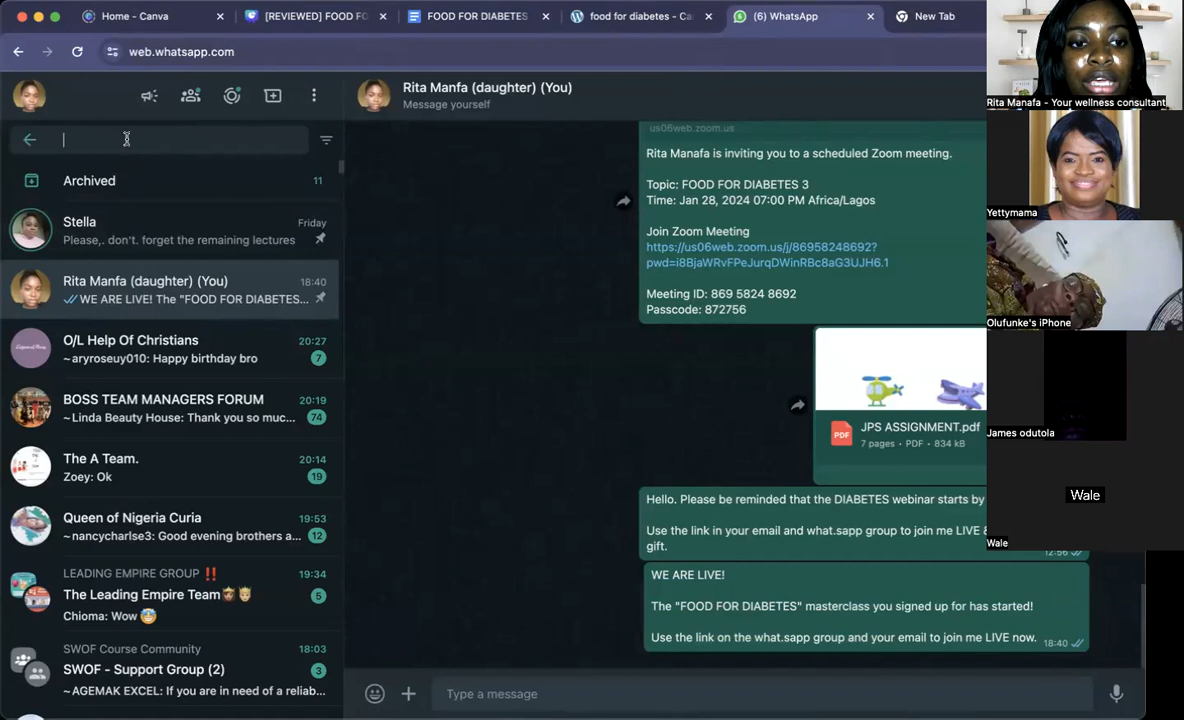 Home - Canva
[REVIEWED] FOOD FO
FOOD FOR DIABETES
food for diabetes - Ca
(6) WhatsApp
New Tab
web.whatsapp.com
Rita Manfa (daughter) (You)
Message yourself
Archived
11
Stella
Friday
Please,. don't. forget the remaining lectures
Rita Manfa (daughter) (You)
18:40
WE ARE LIVE! The "FOOD FOR DIABETES...
O/L Help Of Christians
20:27
~aryroseuy010: Happy birthday bro
7
BOSS TEAM MANAGERS FORUM
20:19
~Linda Beauty House: Thank you so muc...
74
The A Team.
20:14
Zoey: Ok
19
Queen of Nigeria Curia
19:53
~nancycharlse3: Good evening brothers a...
12
LEADING EMPIRE GROUP ‼️
19:34
The Leading Empire Team
5
Chioma: Wow
SWOF Course Community
18:03
SWOF - Support Group (2)
3
~AGEMAK EXCEL: If you are in need of a reliab...
us06web.zoom.us
Rita Manafa is inviting you to a scheduled Zoom meeting.
Topic: FOOD FOR DIABETES 3
Time: Jan 28, 2024 07:00 PM Africa/Lagos
Join Zoom Meeting
https://us06web.zoom.us/j/86958248692?
pwd=i8BjaWRvFPeJurqDWinRBc8aG3UJH6.1
Meeting ID: 869 5824 8692
Passcode: 872756
PDF
JPS ASSIGNMENT.pdf
7 pages • PDF • 834 kB
Hello. Please be reminded that the DIABETES webinar starts by
Use the link in your email and what.sapp group to join me LIVE &
gift.
12:56
WE ARE LIVE!
The "FOOD FOR DIABETES" masterclass you signed up for has started!
Use the link on the what.sapp group and your email to join me LIVE now.
18:40
Type a message
Rita Manafa - Your wellness consultant
Yettymama
Olufunke's iPhone
James odutola
Wale
Wale